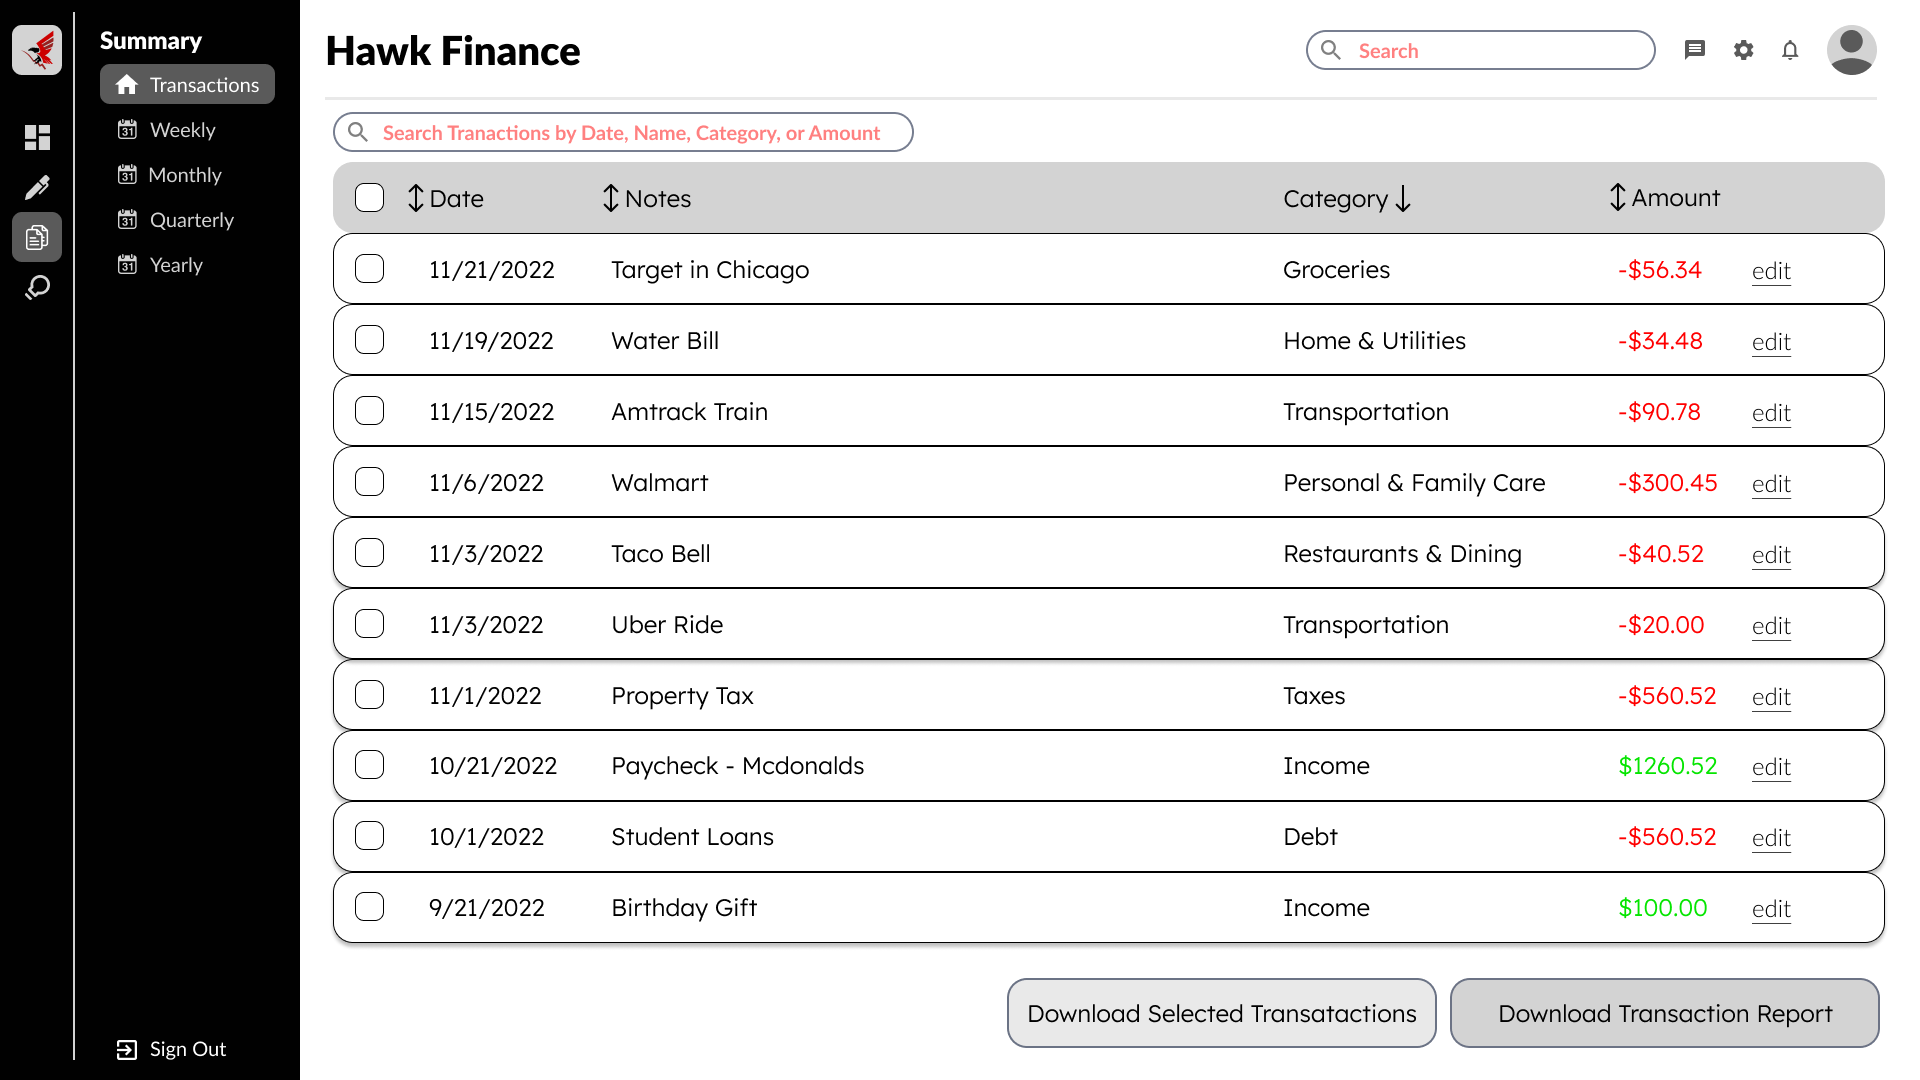 Summary
Transactions
Weekly
Monthly
Quarterly
Yearly
Sign Out
Hawk Finance
Search
Search Tranactions by Date, Name, Category, or Amount
Date Notes Category Amount
11/21/2022 Target in Chicago Groceries -$56.34 edit
11/19/2022 Water Bill Home & Utilities -$34.48 edit
11/15/2022 Amtrack Train Transportation -$90.78 edit
11/6/2022 Walmart Personal & Family Care -$300.45 edit
11/3/2022 Taco Bell Restaurants & Dining -$40.52 edit
11/3/2022 Uber Ride Transportation -$20.00 edit
11/1/2022 Property Tax Taxes -$560.52 edit
10/21/2022 Paycheck - Mcdonalds Income $1260.52 edit
10/1/2022 Student Loans Debt -$560.52 edit
9/21/2022 Birthday Gift Income $100.00 edit
Download Selected Transatactions
Download Transaction Report